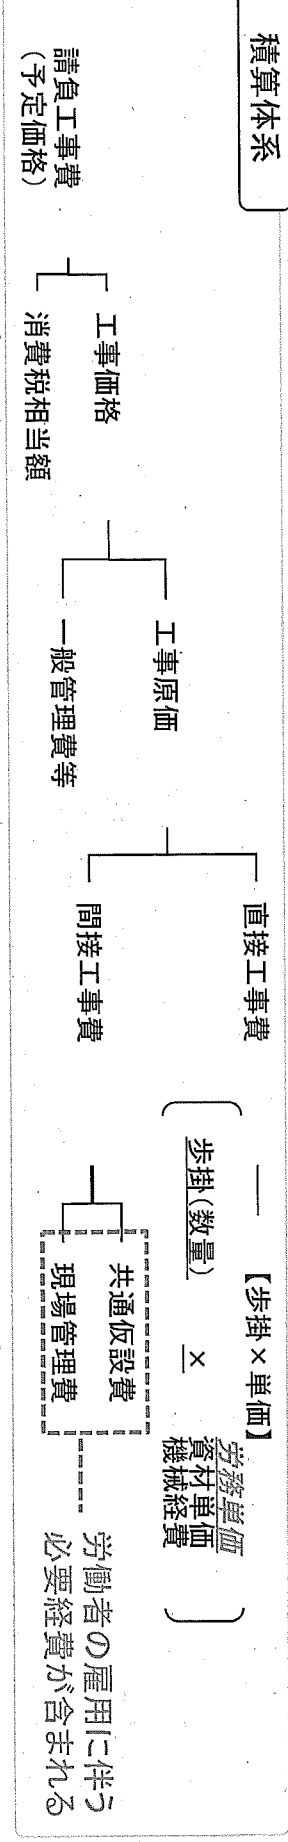 積算体系
請負工事費
(予定価格)
工事価格
消費税相当額
工事原価
一般管理費等
直接工事費
間接工事費
【歩掛×単価】
歩掛(数量) × 労務単価
資材単価
機械経費
共通仮設費
現場管理費
労働者の雇用に伴う
必要経費が含まれる